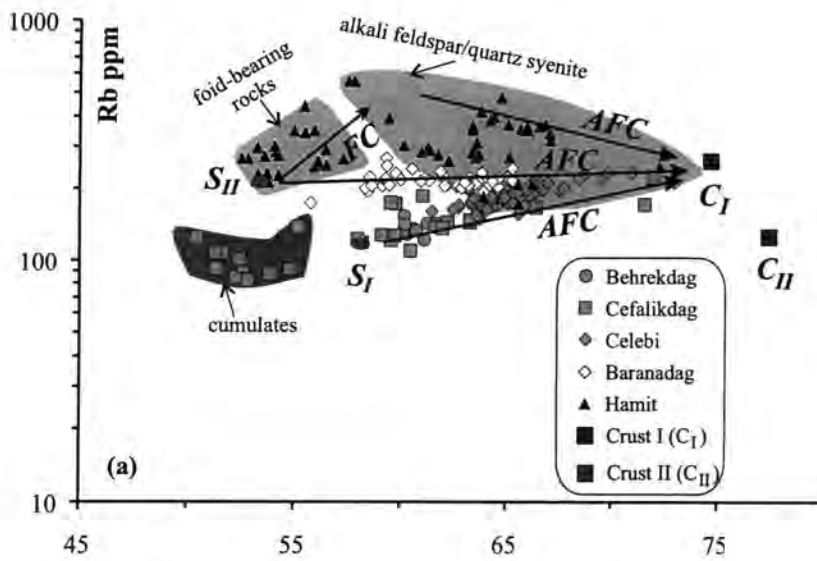 1000
Rb ppm
alkali feldspar/quartz syenite
foid-bearing
rocks
FC
AFC
S_II
AFC
C_I
AFC
100
S_I
C_II
cumulates
Behrekdag
Cefalikdag
Celebi
Baranadag
Hamit
Crust I (C_I)
Crust II (C_II)
(a)
10
45
55
65
75